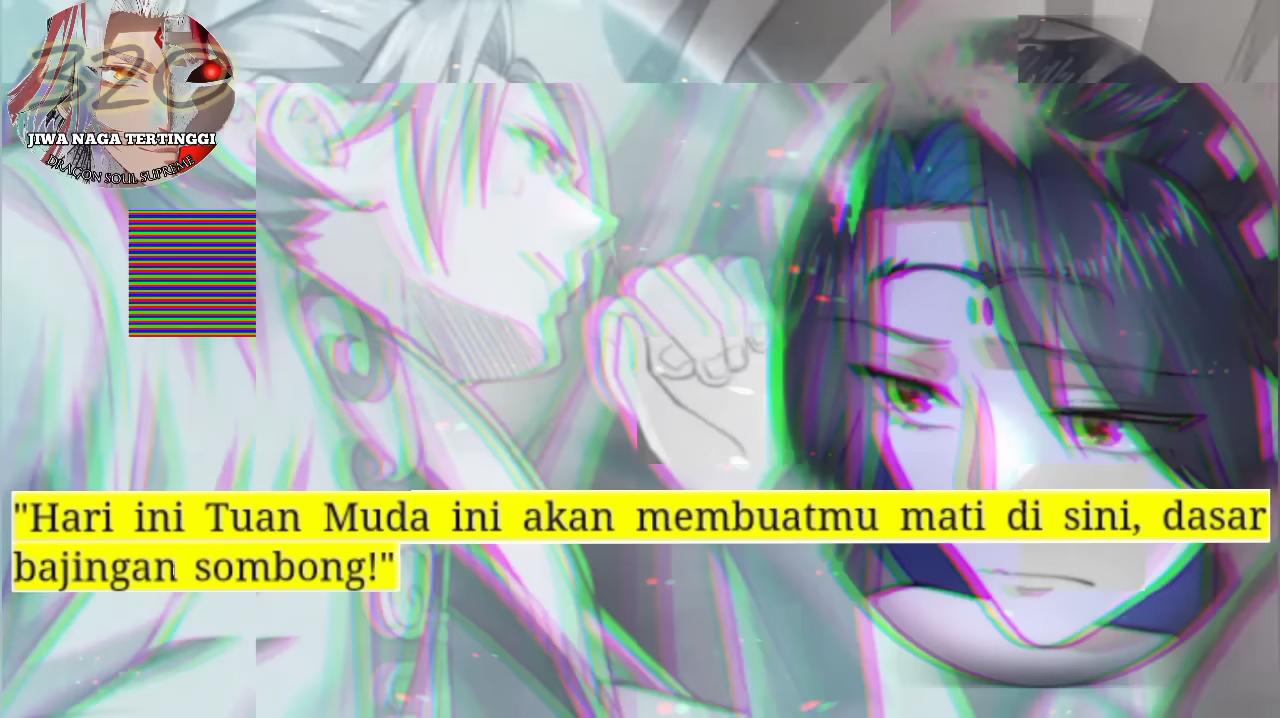 320
JIWA NAGA TERTINGGI
DRAGON SOUL SUPREME
"Hari ini Tuan Muda ini akan membuatmu mati di sini, dasar
bajingan sombong!"